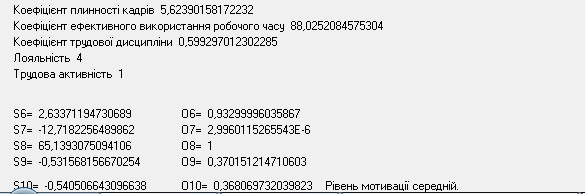 Коефіцієнт плинності кадрів 5,62390158172232
Коефіцієнт ефективного використання робочого часу 88,0252084575304
Коефіцієнт трудової дисципліни 0,599297012302285
Лояльність 4
Трудова активність 1
S6= 2,63371194730689 O6= 0,93299996035867
S7= -12,7182256489862 O7= 2,9960115265543E-6
S8= 65,1393075094106 O8= 1
S9= -0,531568156670254 O9= 0,370151214710603
S10= -0,540506643096638 O10= 0,368069732039823 Рівень мотивації середній.